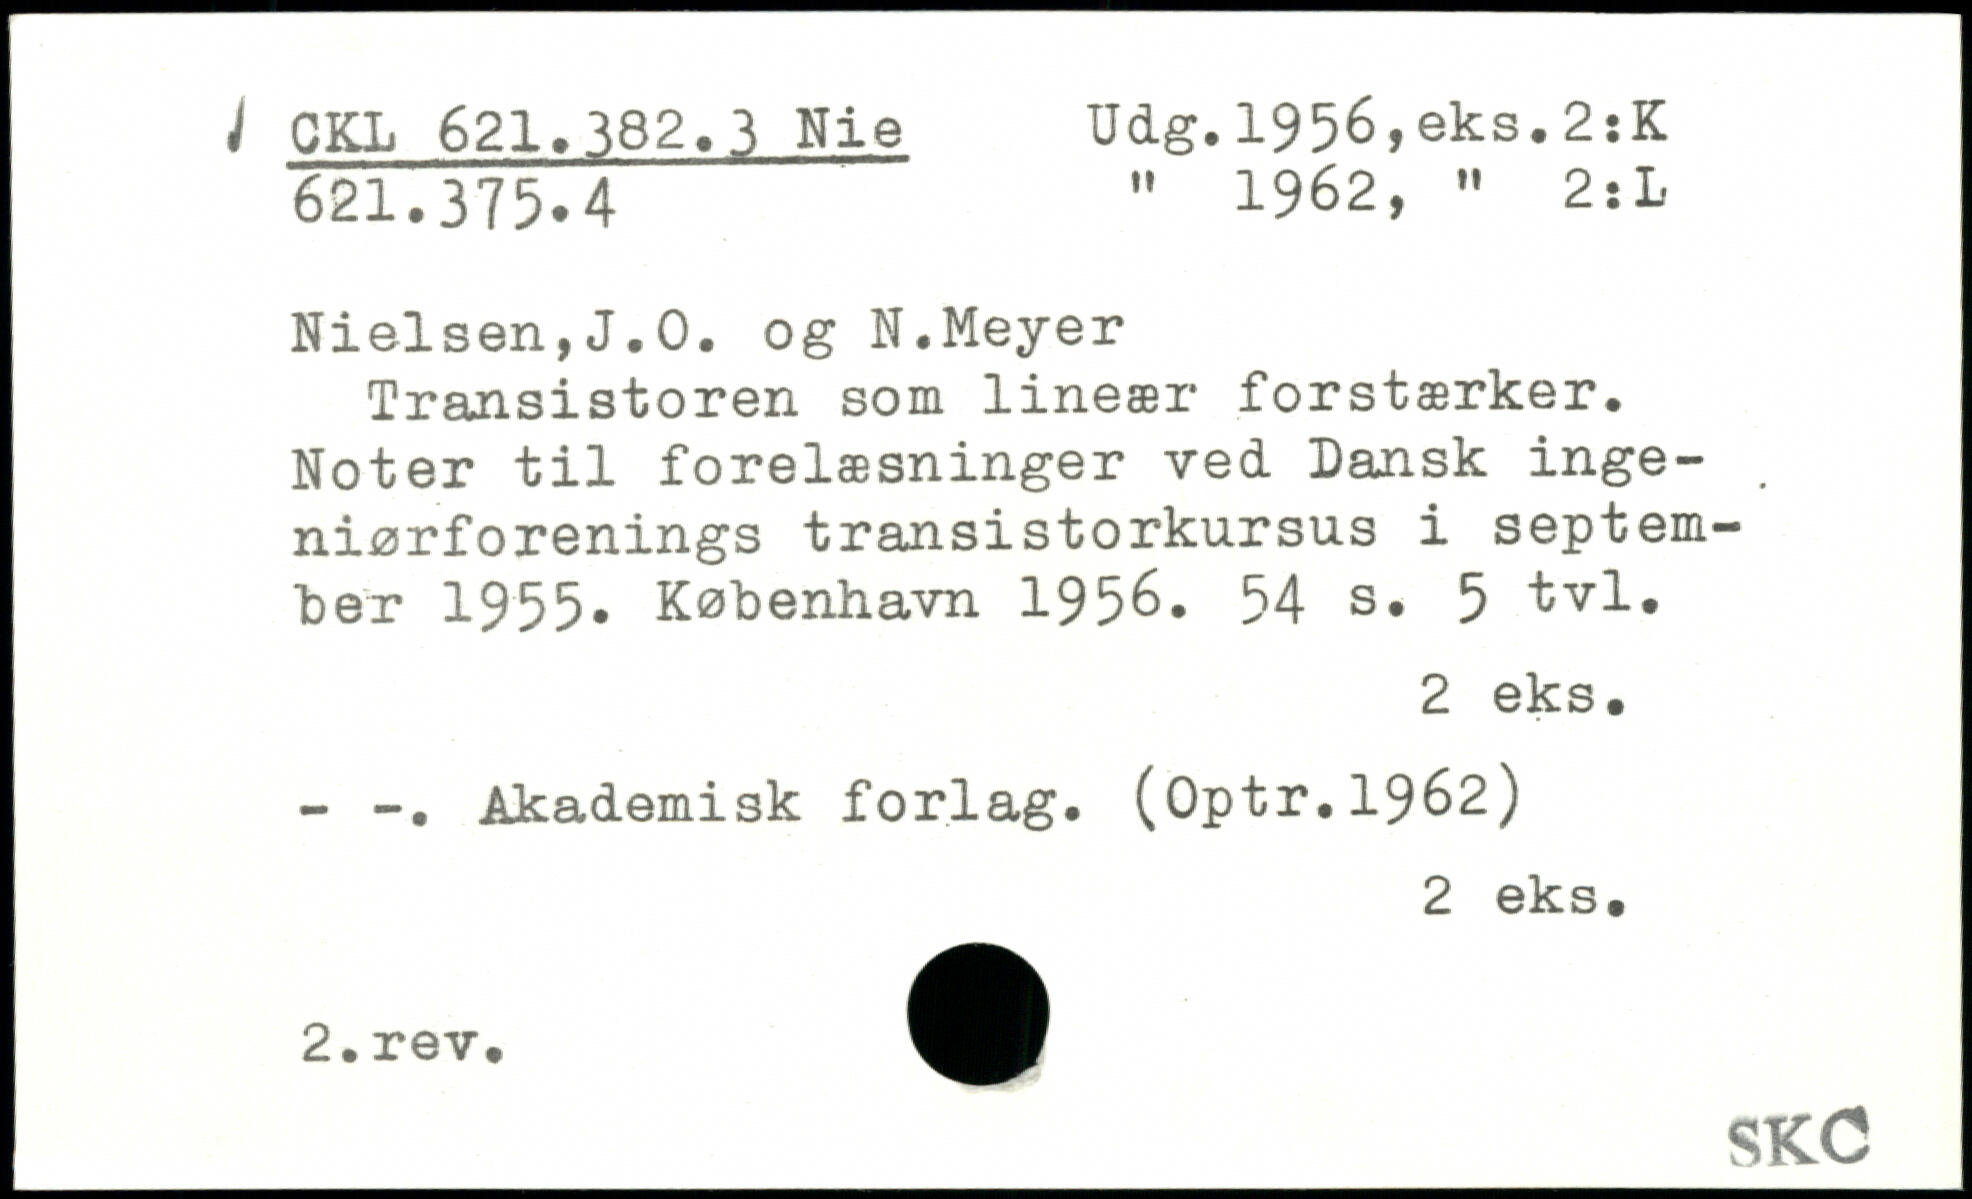 CKL 621.382.3 Nie Udg.1956,eks.2:K
621.375.4 " 1962, " 2:L
Nielsen,J.O. og N.Meyer
Transistoren som lineær forstærker.
Noter til forelæsninger ved Dansk inge-
niørforenings transistorkursus i septem-
ber 1955. København 1956. 54 s. 5 tvl.
2 eks.
- -. Akademisk forlag. (Optr.1962)
2 eks.
2.rev.
SKC